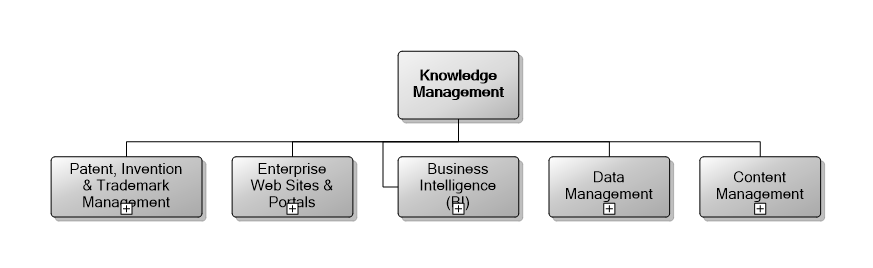 Knowledge
Management
Patent, Invention
& Trademark
Management
Enterprise
Web Sites &
Portals
Business
Intelligence
(BI)
Data
Management
Content
Management